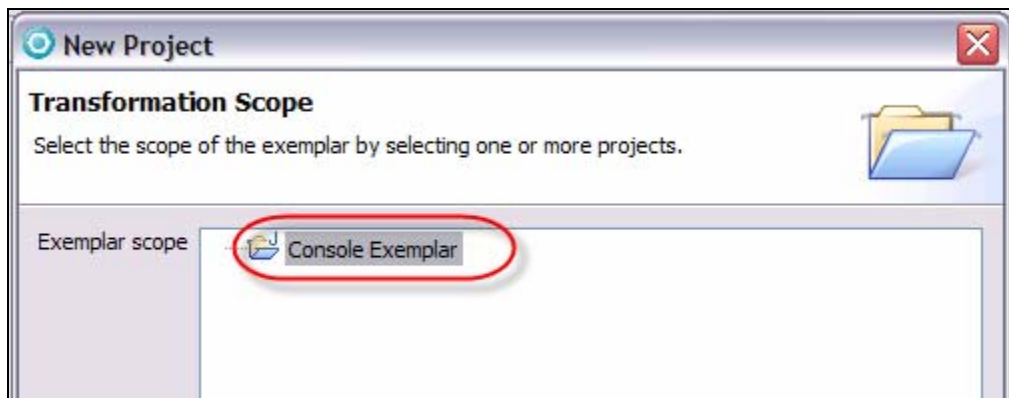 New Project
Transformation Scope
Select the scope of the exemplar by selecting one or more projects.
Exemplar scope
Console Exemplar